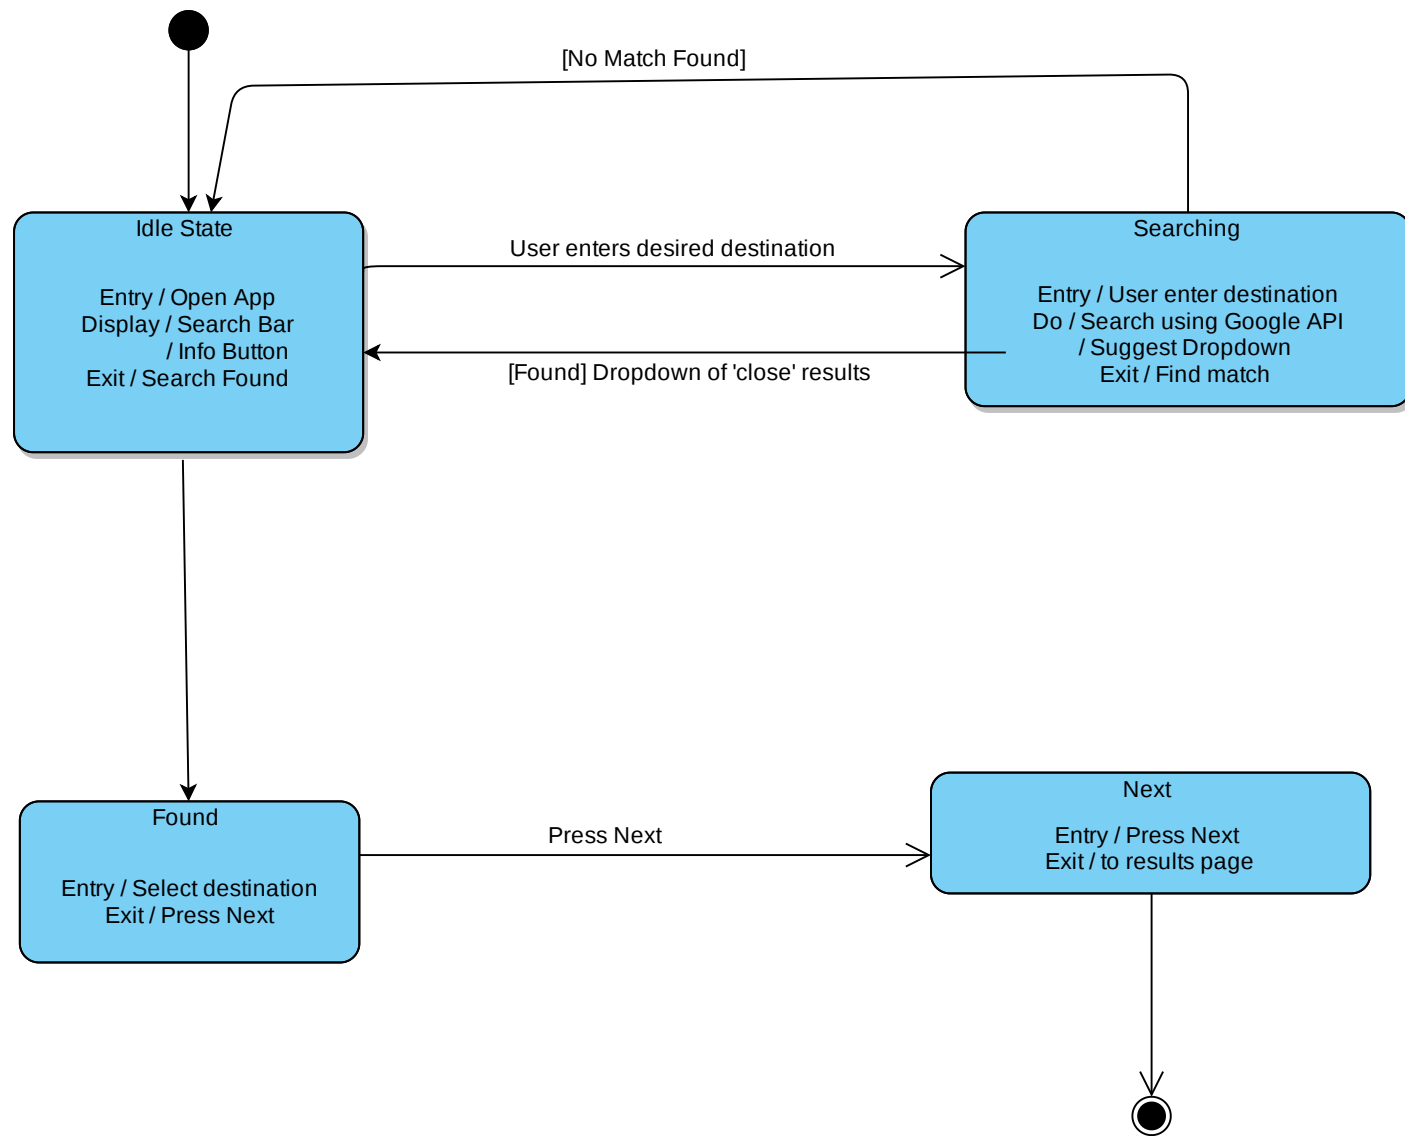 [No Match Found]
Idle State
Entry / Open App
Display / Search Bar
/ Info Button
Exit / Search Found
User enters desired destination
[Found] Dropdown of 'close' results
Searching
Entry / User enter destination
Do / Search using Google API
/ Suggest Dropdown
Exit / Find match
Found
Entry / Select destination
Exit / Press Next
Press Next
Next
Entry / Press Next
Exit / to results page